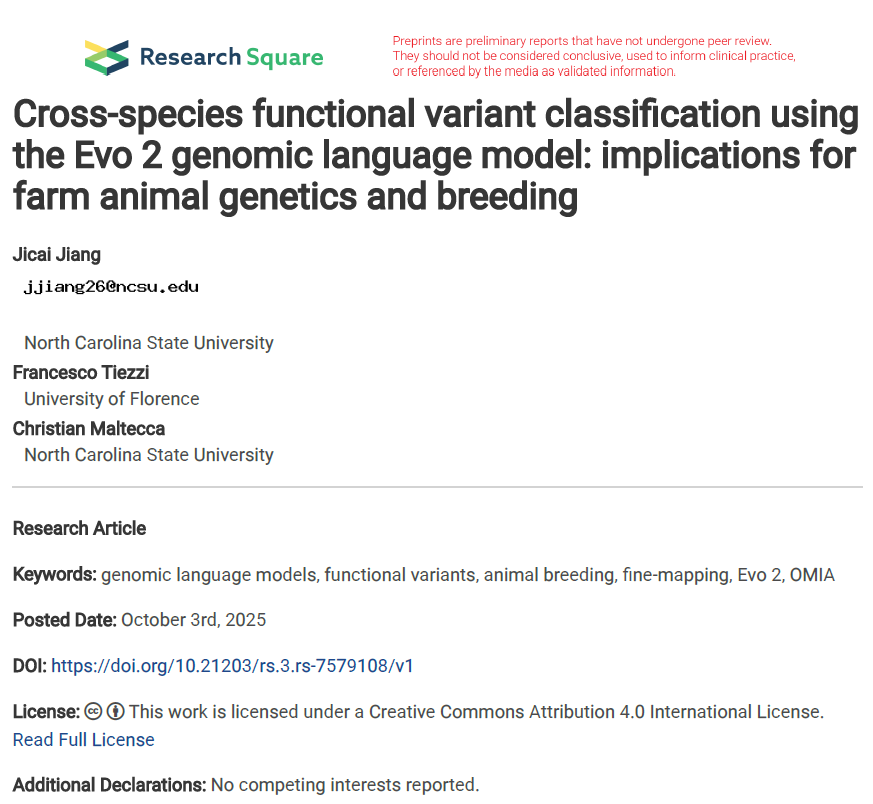 Research Square
Preprints are preliminary reports that have not undergone peer review.
They should not be considered conclusive, used to inform clinical practice,
or referenced by the media as validated information.
Cross-species functional variant classification using
the Evo 2 genomic language model: implications for
farm animal genetics and breeding
Jicai Jiang
jjiang26@ncsu.edu
North Carolina State University
Francesco Tiezzi
University of Florence
Christian Maltecca
North Carolina State University
Research Article
Keywords: genomic language models, functional variants, animal breeding, fine-mapping, Evo 2, OMIA
Posted Date: October 3rd, 2025
DOI: https://doi.org/10.21203/rs.3.rs-7579108/v1
License: This work is licensed under a Creative Commons Attribution 4.0 International License.
Read Full License
Additional Declarations: No competing interests reported.